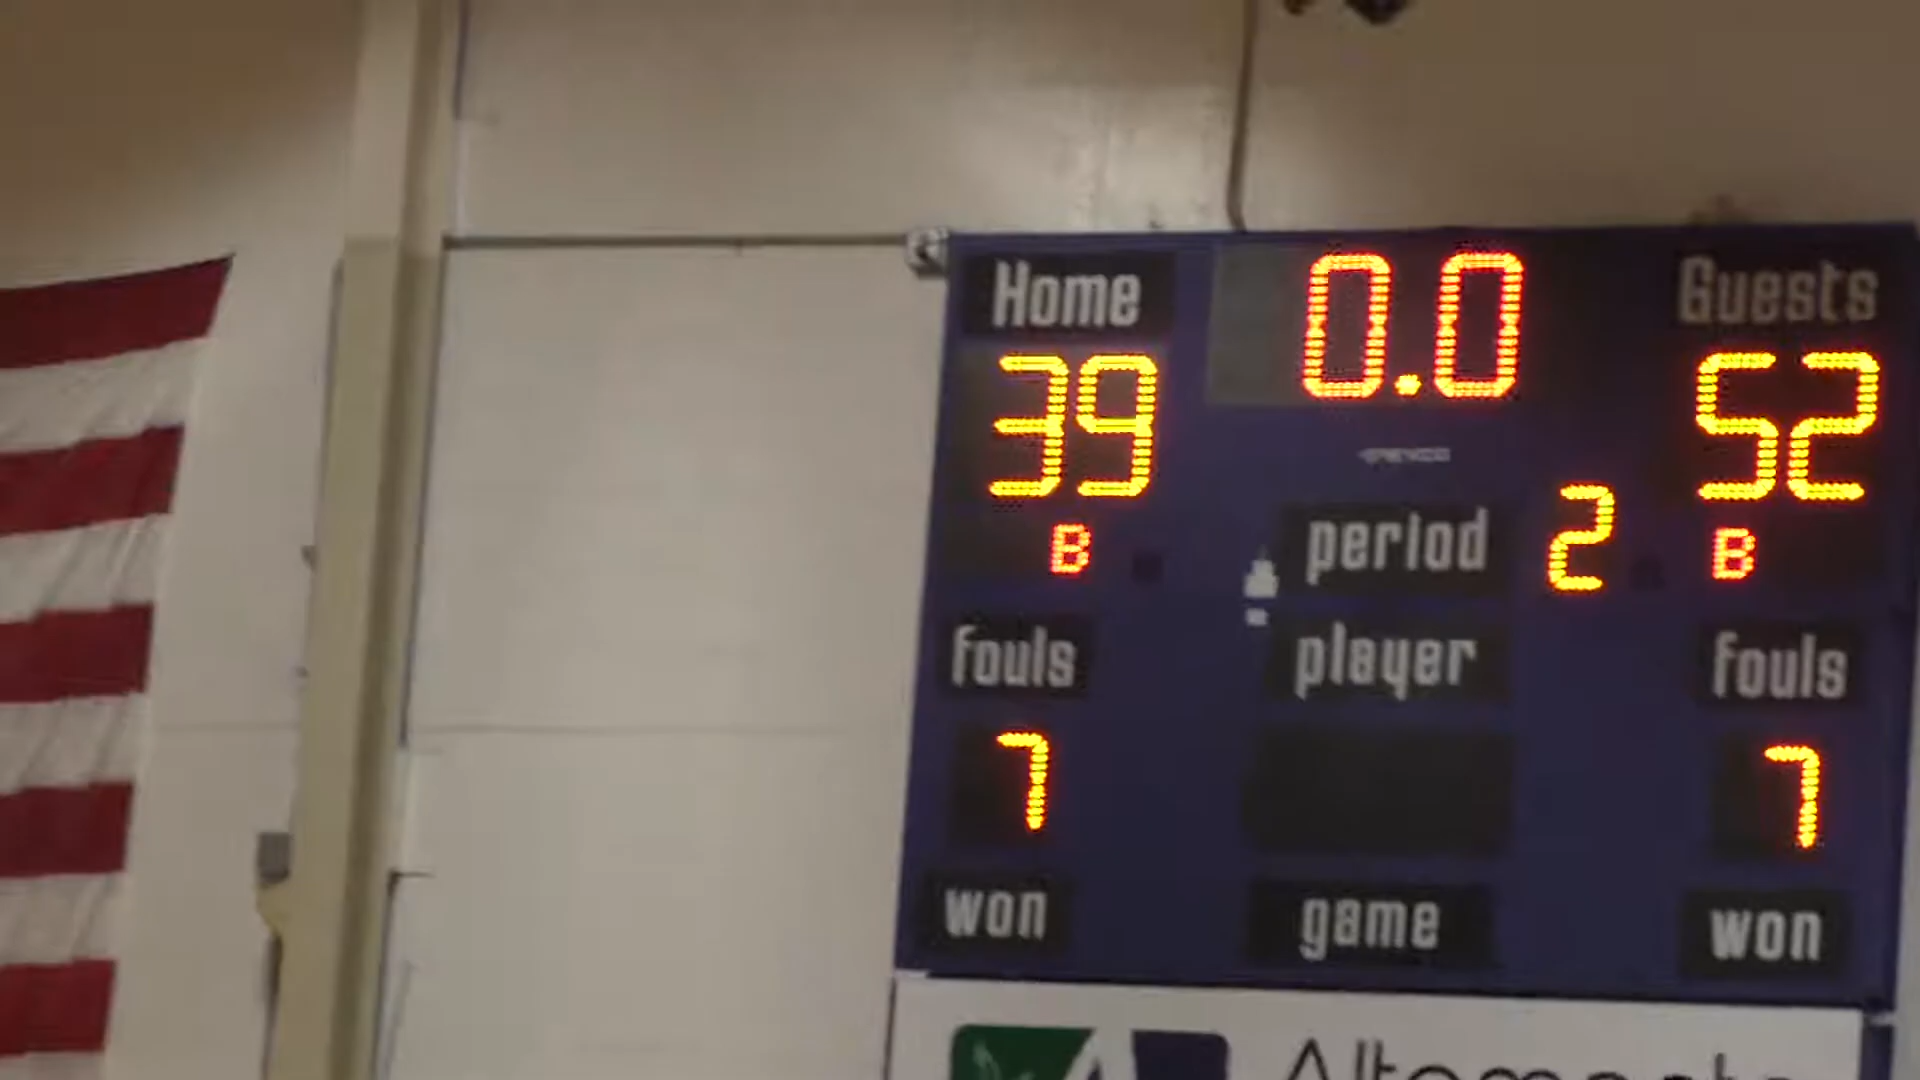 Home 0.0 Guests
39 52
B period 2 B
fouls player fouls
7 7
won game won